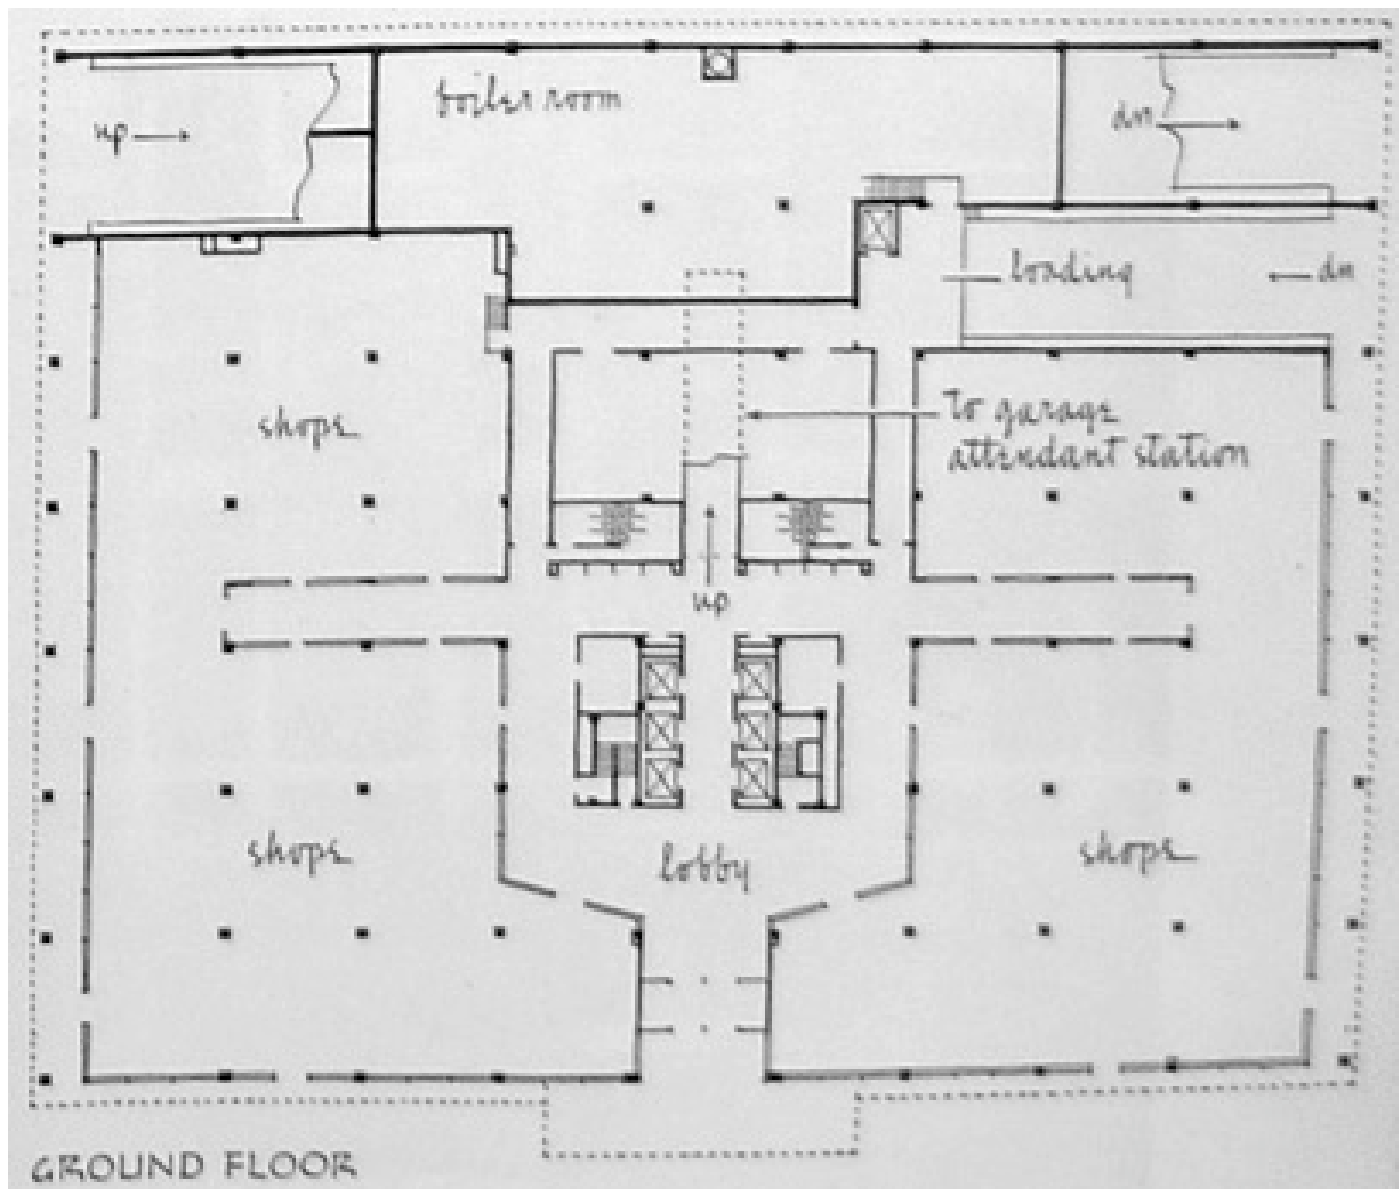 boiler room
up
dn
loading
dn
shops
to garage
attendant station
up
shops
lobby
shops
GROUND FLOOR